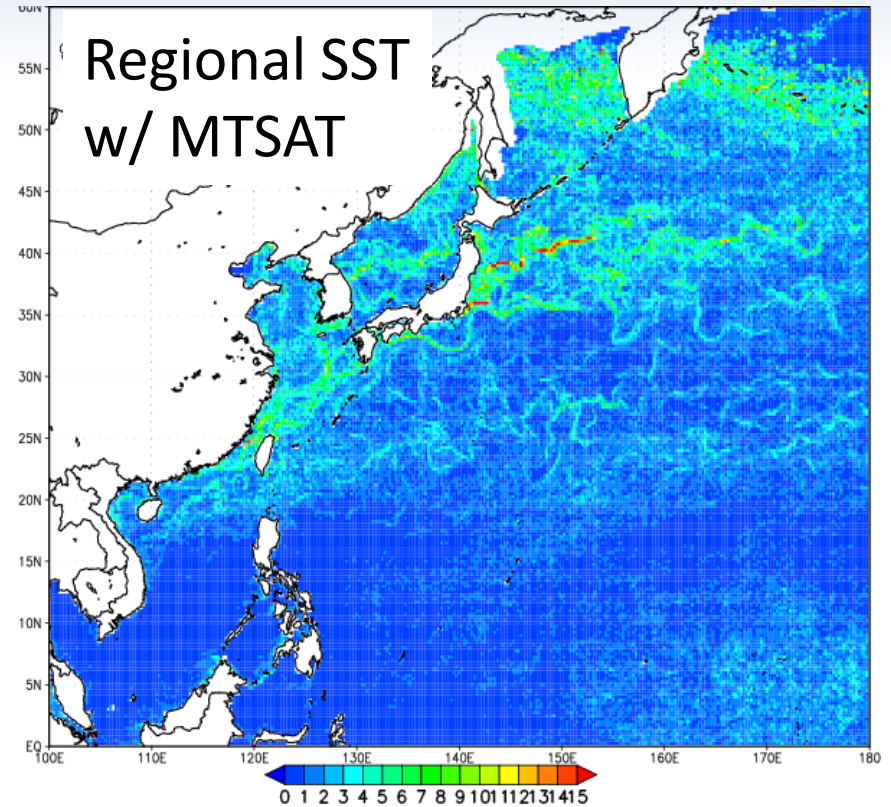 60N
Regional SST
w/ MTSAT
55N
50N
45N
40N
35N
30N
25N
20N
15N
10N
5N
EQ
100E 110E 120E 130E 140E 150E 160E 170E 180
0 1 2 3 4 5 6 7 8 9 10 11 12 13 14 15